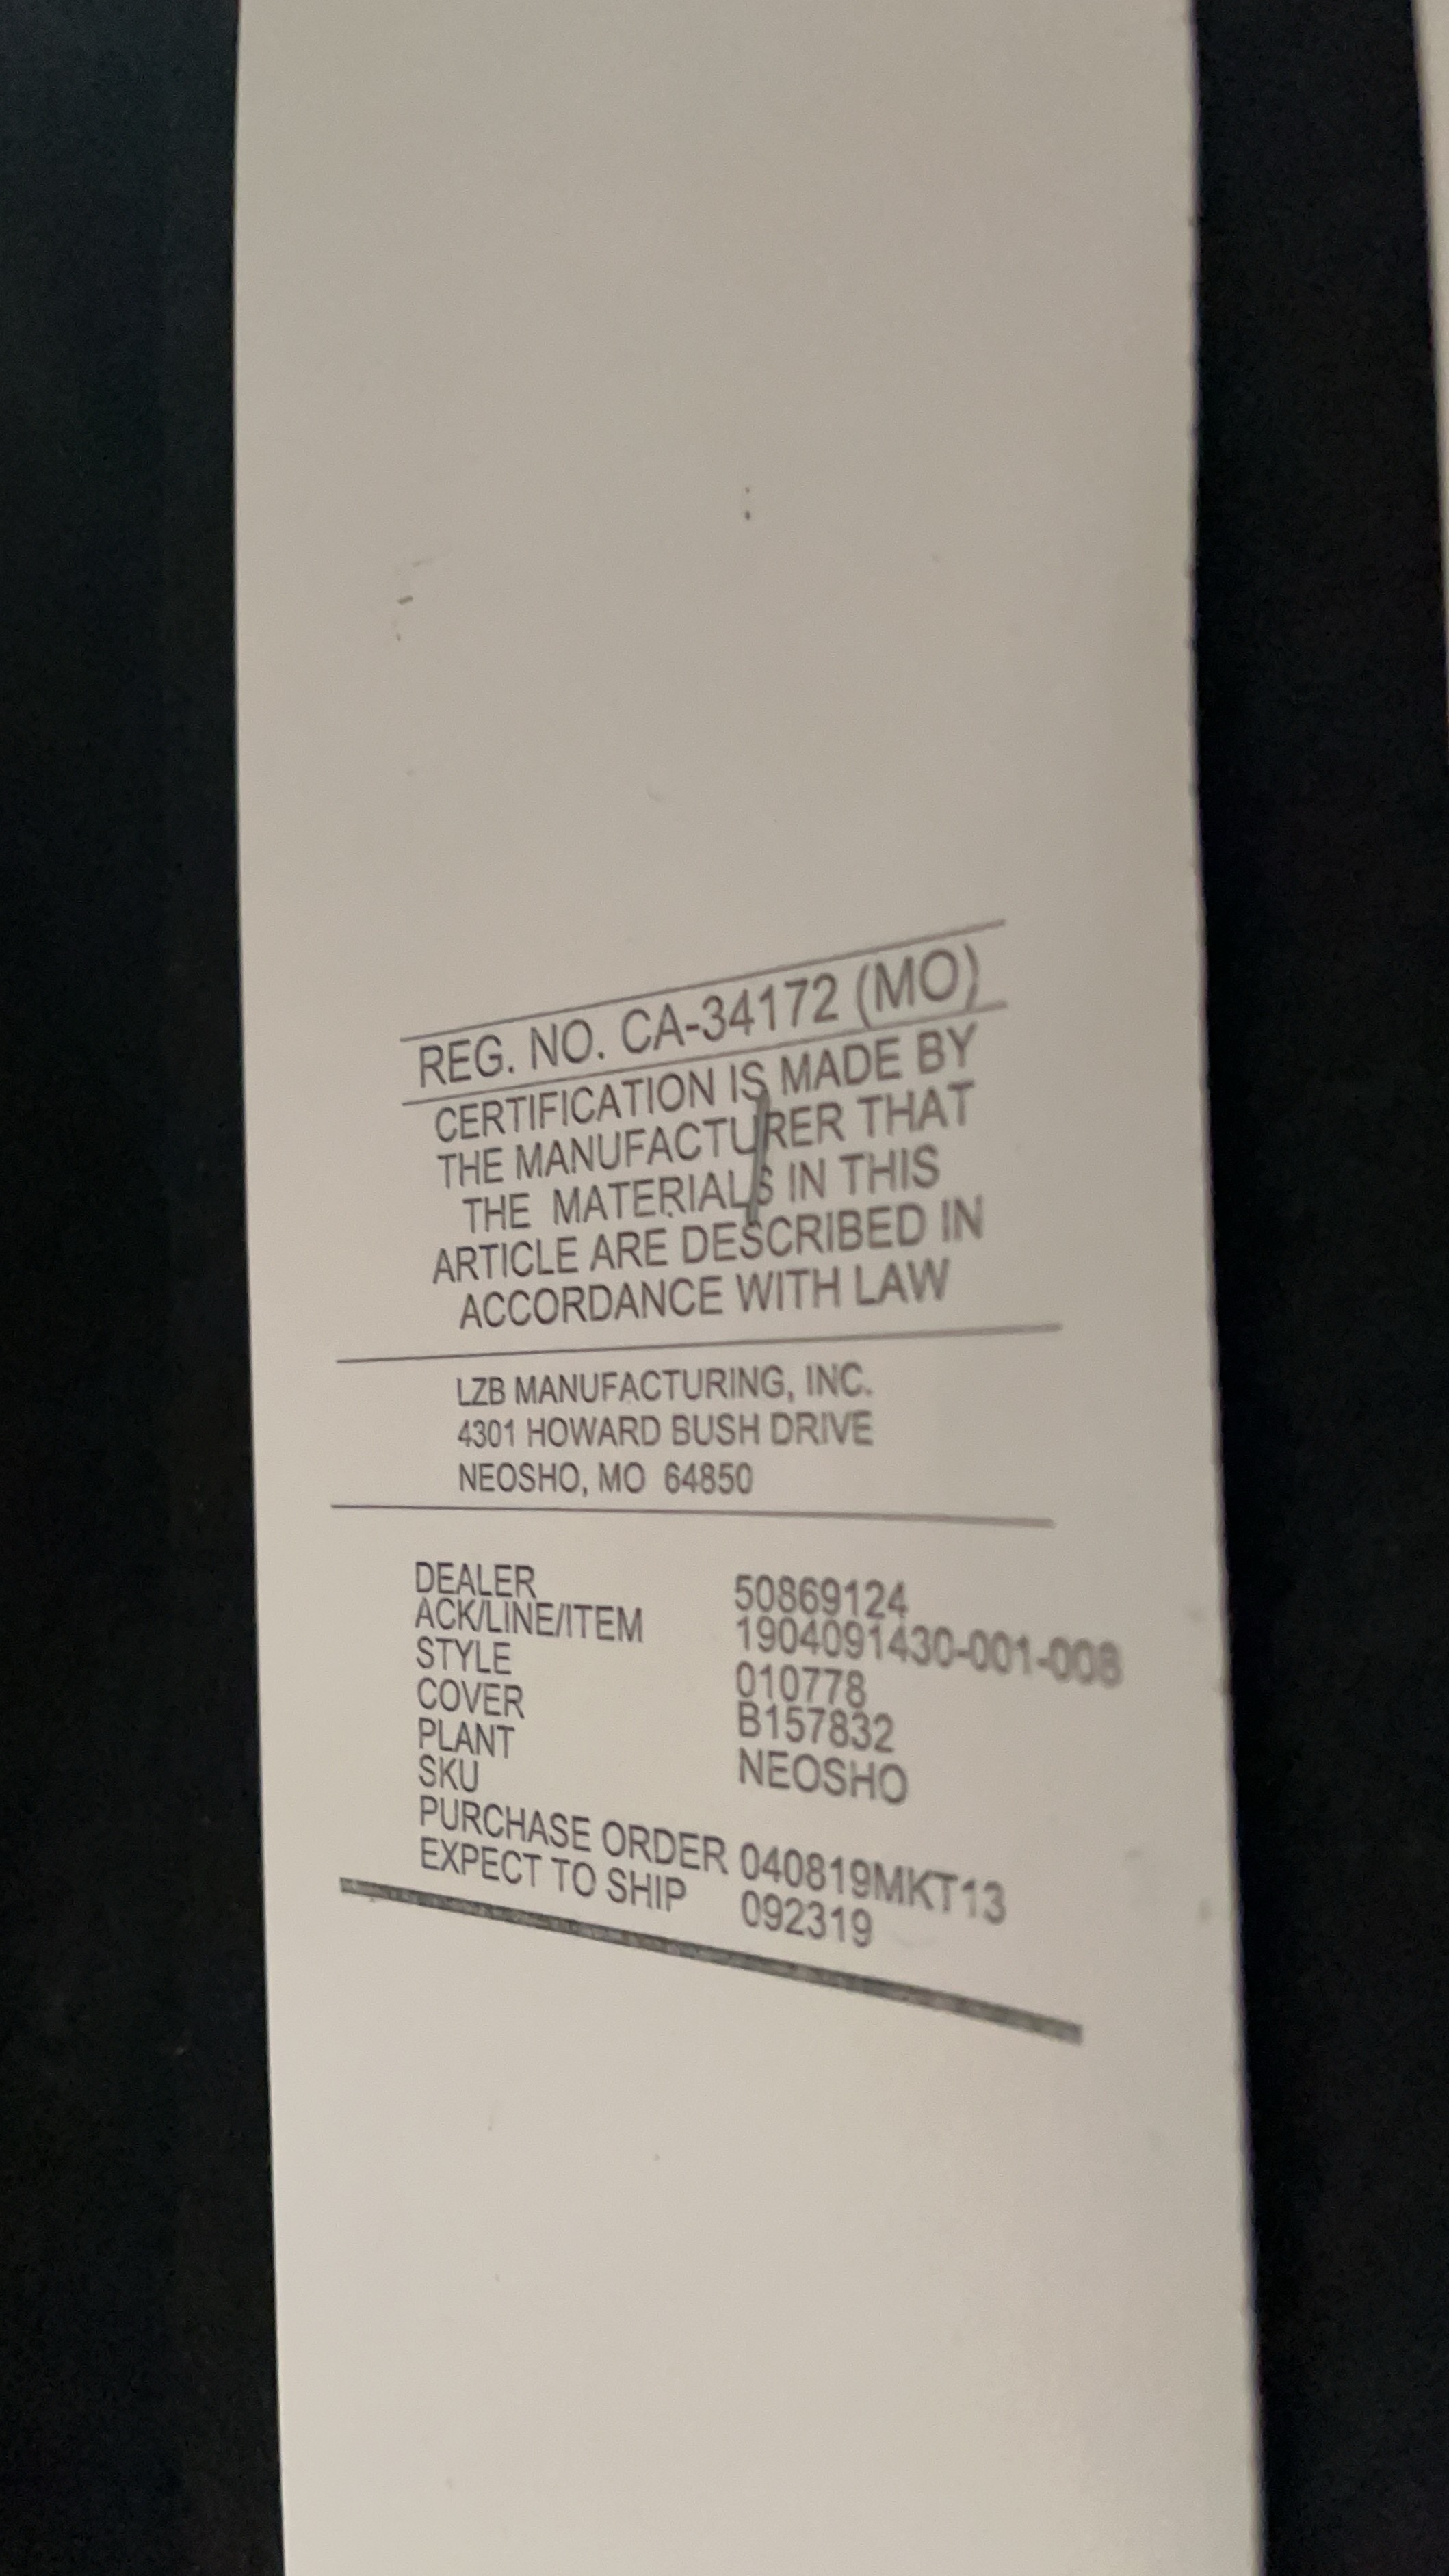 REG. NO. CA-34172 (MO)
CERTIFICATION IS MADE BY
THE MANUFACTURER THAT
THE MATERIALS IN THIS
ARTICLE ARE DESCRIBED IN
ACCORDANCE WITH LAW
LZB MANUFACTURING, INC.
4301 HOWARD BUSH DRIVE
NEOSHO, MO 64850
DEALER 50869124
ACK/LINE/ITEM 1904091430-001-008
STYLE 010778
COVER B157832
PLANT NEOSHO
SKU
PURCHASE ORDER 040819MKT13
EXPECT TO SHIP 092319